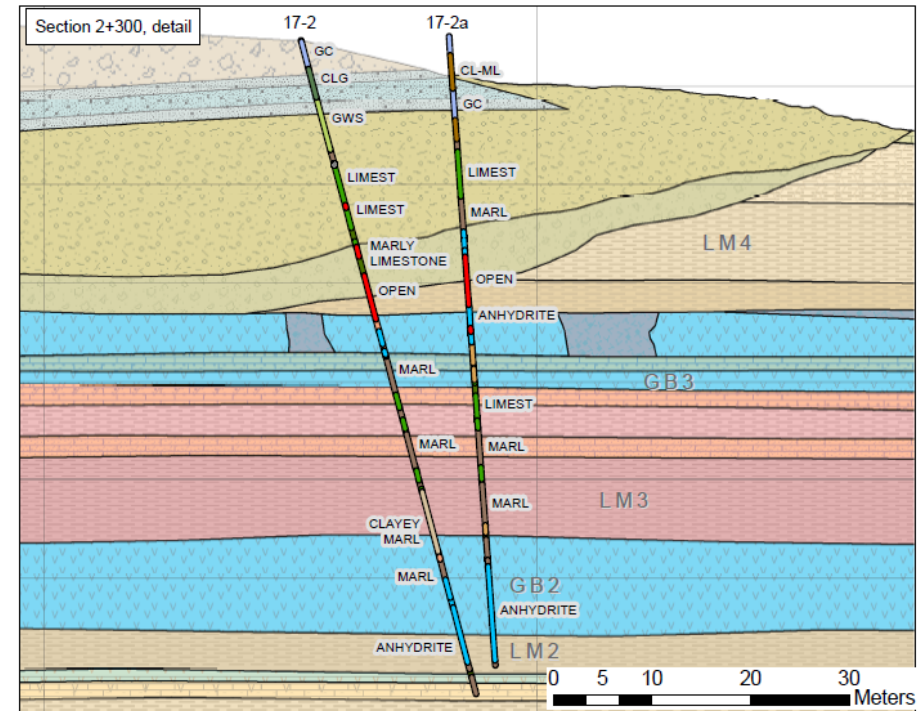 Section 2+300, detail
17-2
17-2a
GC
CL-ML
CLG
GC
GWS
LIMEST
LIMEST
LIMEST
MARL
MARLY
LIMESTONE
LM4
OPEN
OPEN
ANHYDRITE
MARL
GB3
LIMEST
MARL
MARL
LM3
MARL
CLAYEY
MARL
MARL
GB2
ANHYDRITE
ANHYDRITE
LM2
0 5 10 20 30
Meters